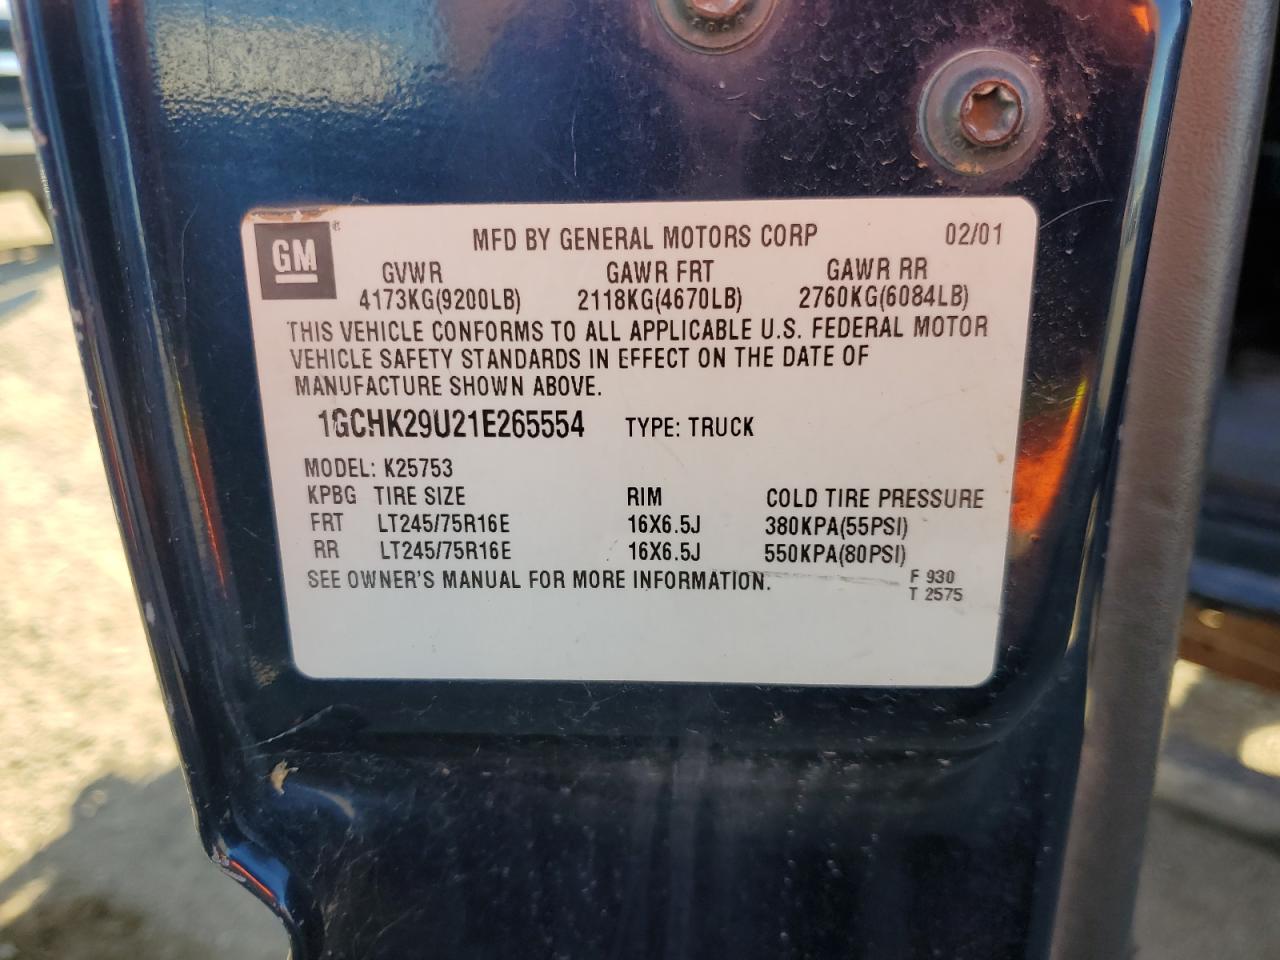 GM ®
MFD BY GENERAL MOTORS CORP 02/01
GVWR GAWR FRT GAWR RR
4173KG(9200LB) 2118KG(4670LB) 2760KG(6084LB)
THIS VEHICLE CONFORMS TO ALL APPLICABLE U.S. FEDERAL MOTOR
VEHICLE SAFETY STANDARDS IN EFFECT ON THE DATE OF
MANUFACTURE SHOWN ABOVE.
1GCHK29U21E265554 TYPE: TRUCK
MODEL: K25753
KPBG TIRE SIZE RIM COLD TIRE PRESSURE
FRT LT245/75R16E 16X6.5J 380KPA(55PSI)
RR LT245/75R16E 16X6.5J 550KPA(80PSI)
SEE OWNER'S MANUAL FOR MORE INFORMATION. F 930
T 2575